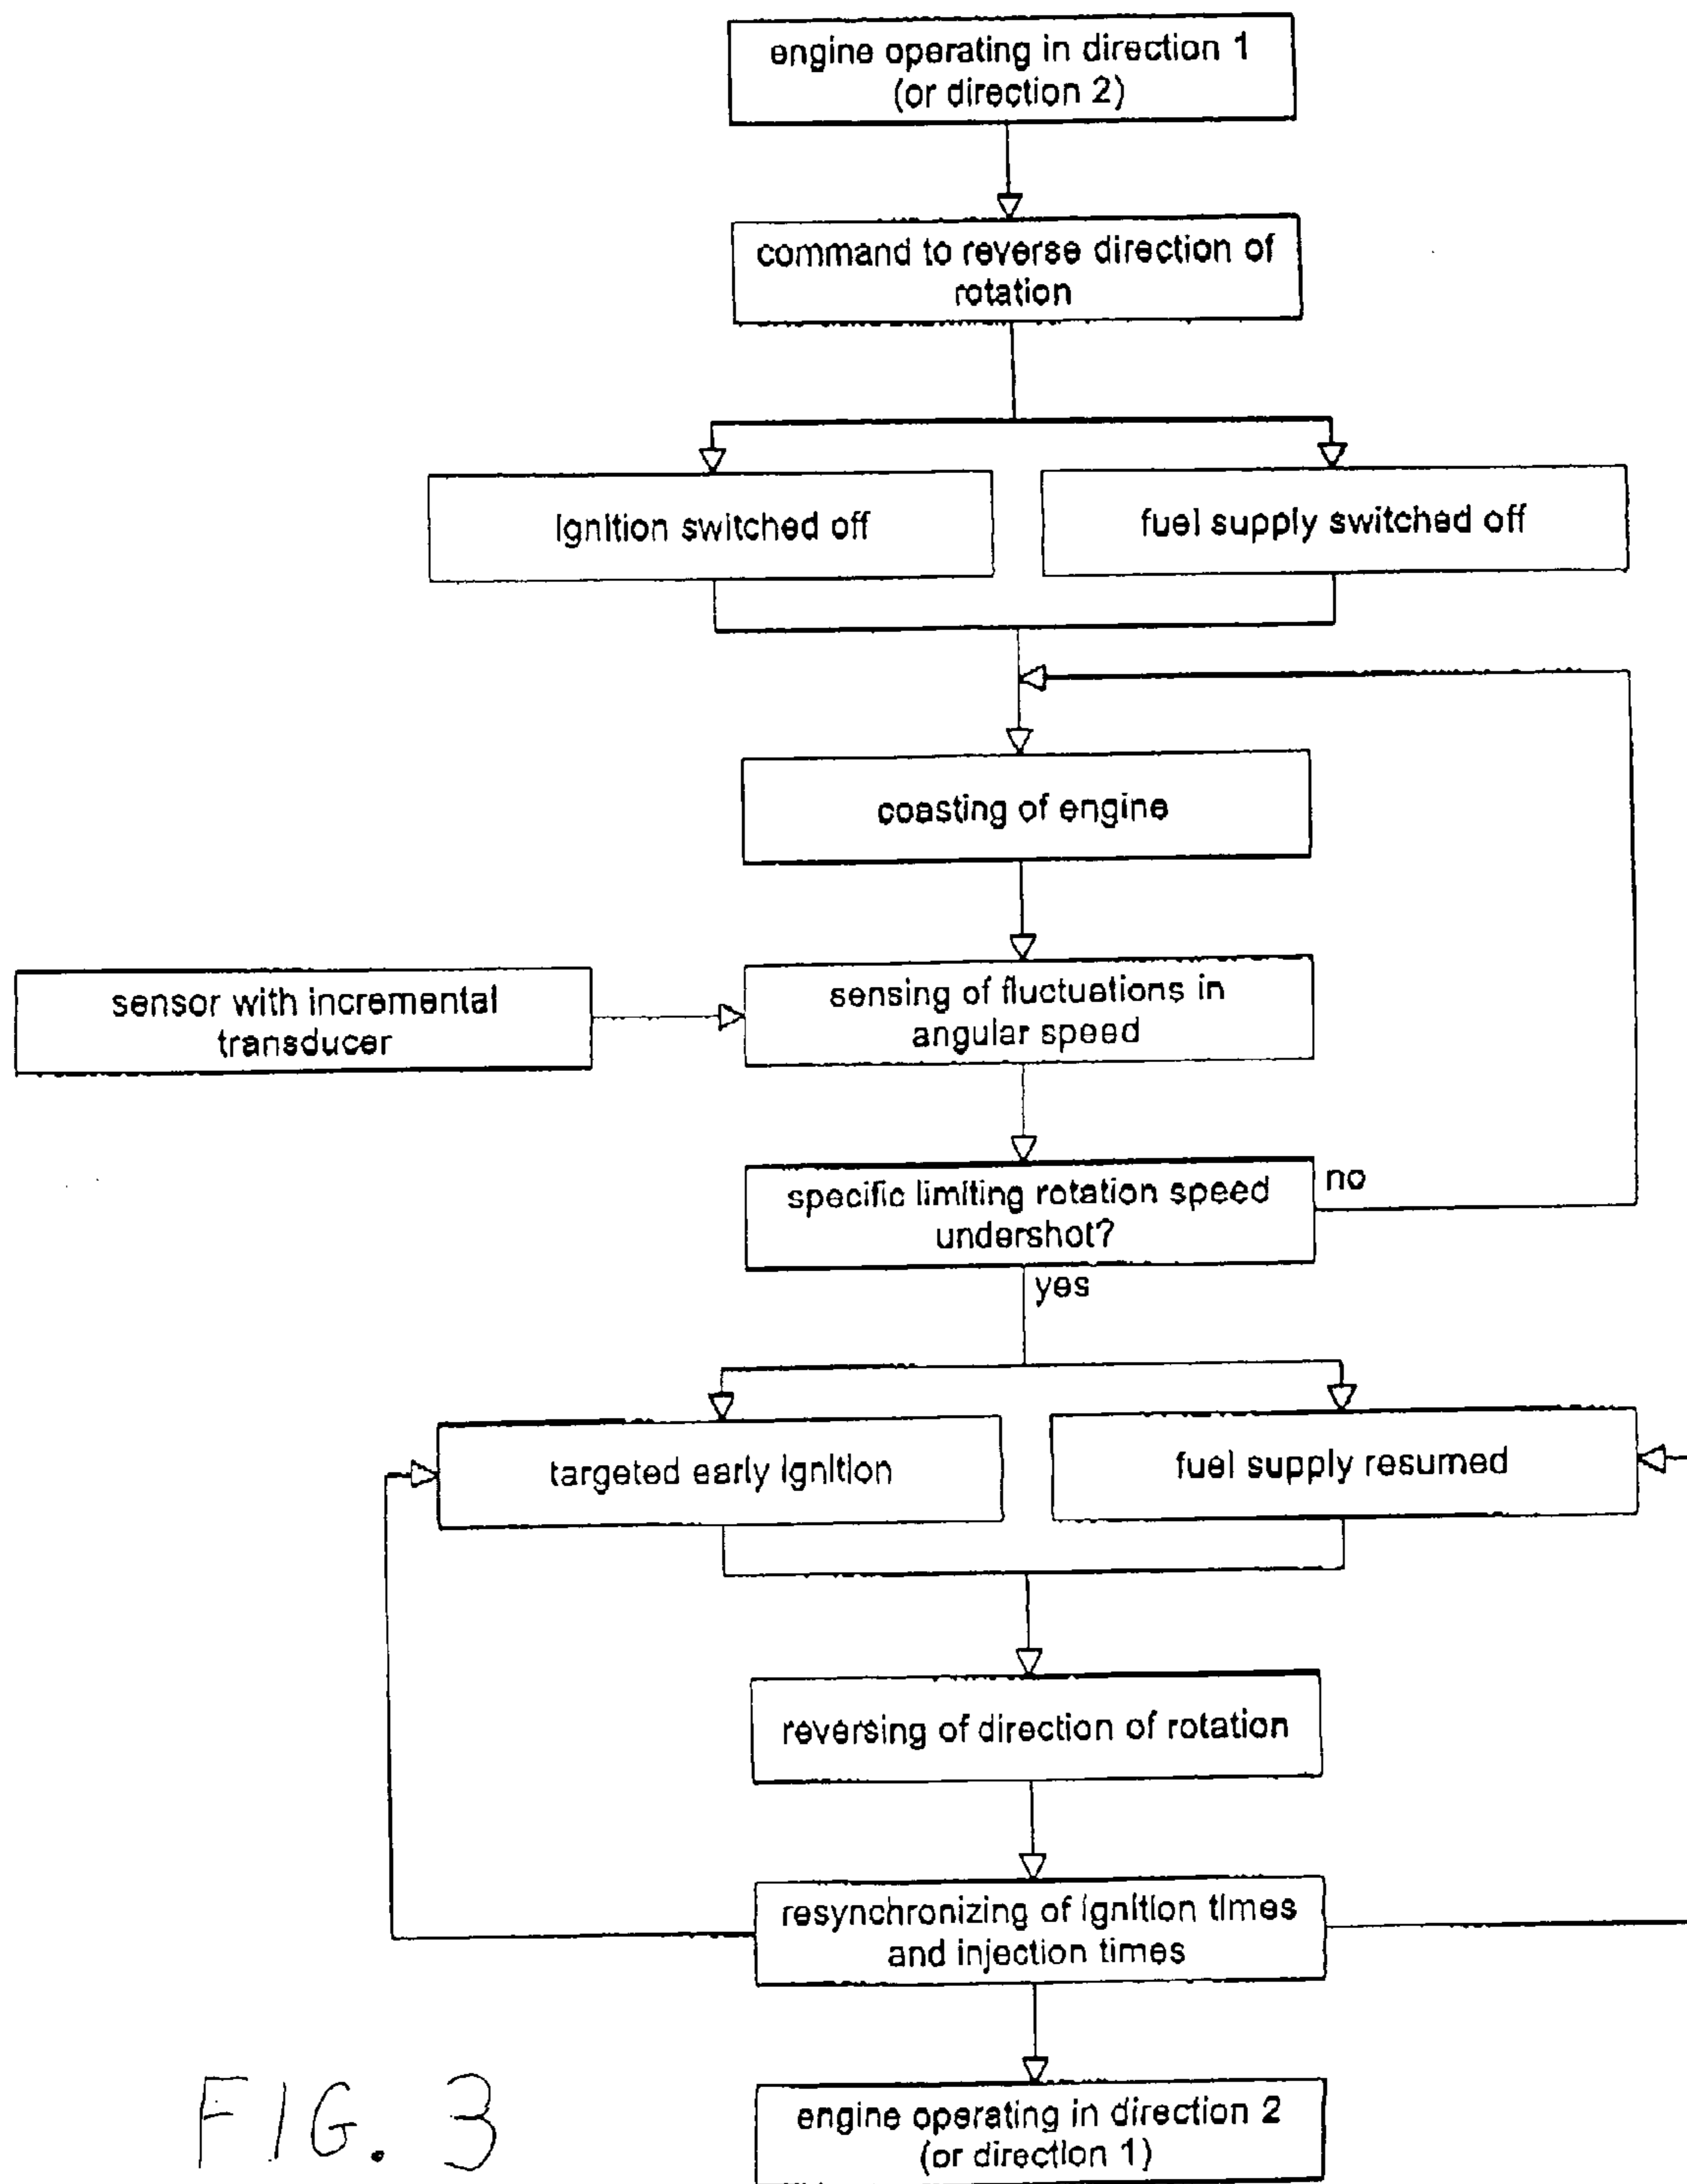 engine operating in direction 1
(or direction 2)
command to reverse direction of
rotation
ignition switched off
fuel supply switched off
coasting of engine
sensor with incremental
transducer
sensing of fluctuations in
angular speed
specific limiting rotation speed
undershot?
no
yes
targeted early ignition
fuel supply resumed
reversing of direction of rotation
resynchronizing of ignition times
and injection times
engine operating in direction 2
(or direction 1)
FIG. 3